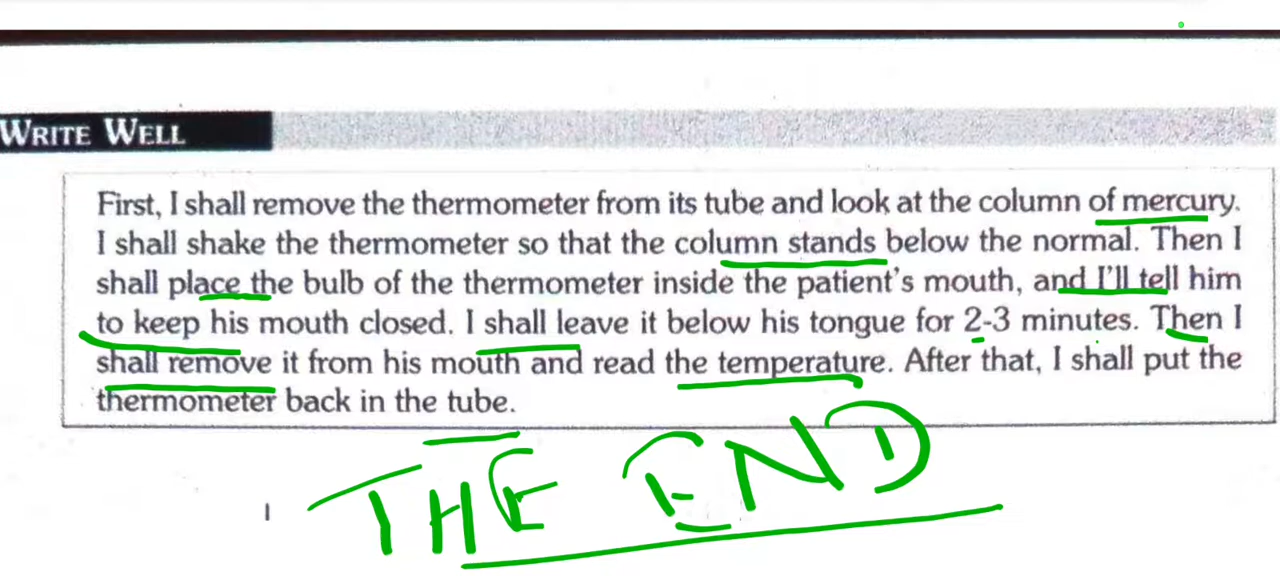 WRITE WELL
First, I shall remove the thermometer from its tube and look at the column of mercury.
I shall shake the thermometer so that the column stands below the normal. Then I
shall place the bulb of the thermometer inside the patient's mouth, and I'll tell him
to keep his mouth closed. I shall leave it below his tongue for 2-3 minutes. Then I
shall remove it from his mouth and read the temperature. After that, I shall put the
thermometer back in the tube.
THE END